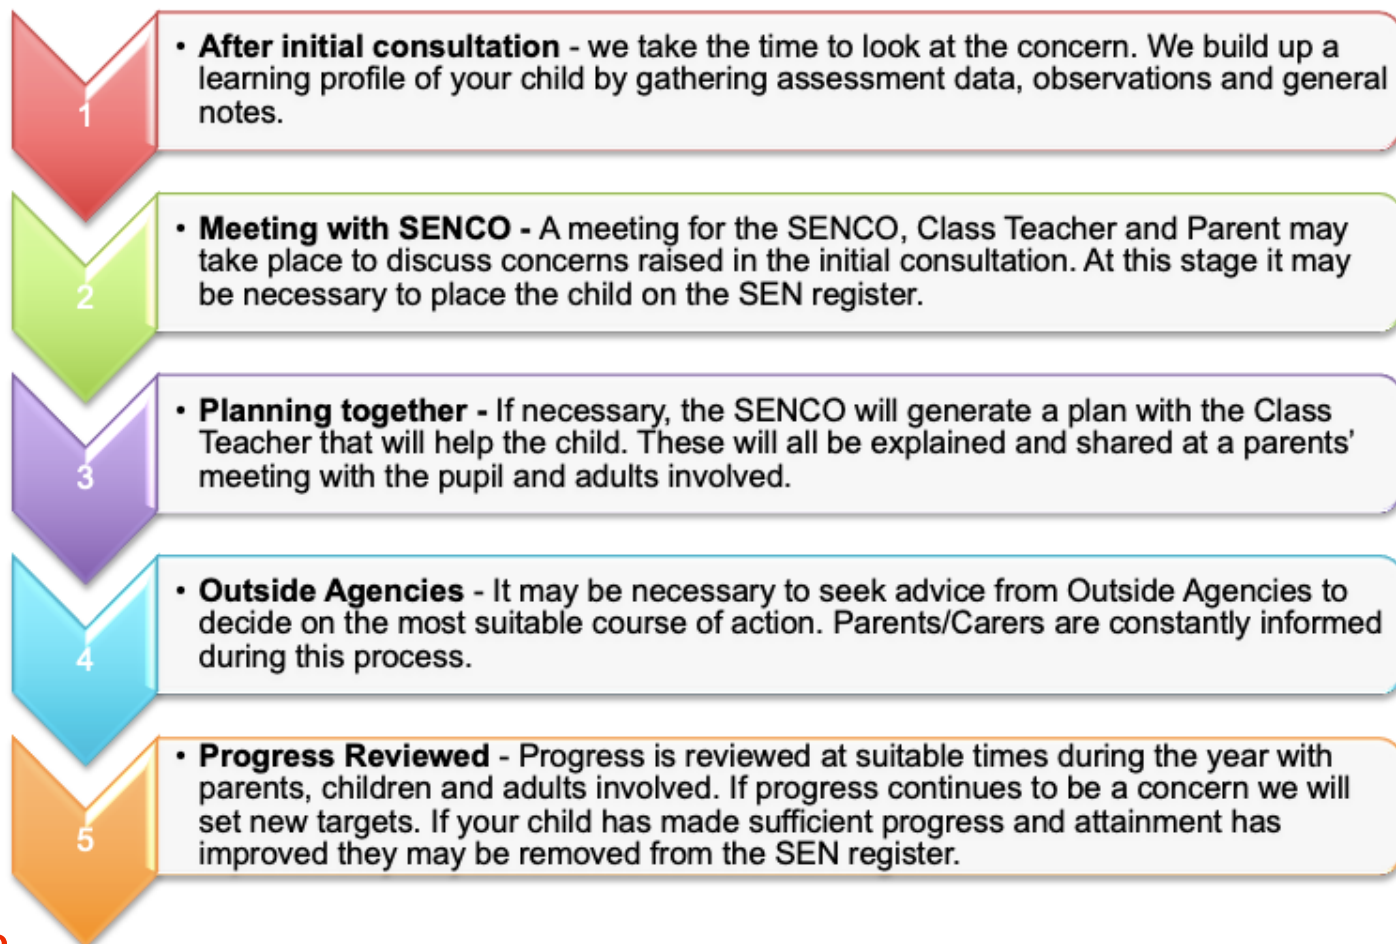 1
• After initial consultation - we take the time to look at the concern. We build up a
learning profile of your child by gathering assessment data, observations and general
notes.
2
• Meeting with SENCO - A meeting for the SENCO, Class Teacher and Parent may
take place to discuss concerns raised in the initial consultation. At this stage it may
be necessary to place the child on the SEN register.
3
• Planning together - If necessary, the SENCO will generate a plan with the Class
Teacher that will help the child. These will all be explained and shared at a parents’
meeting with the pupil and adults involved.
4
• Outside Agencies - It may be necessary to seek advice from Outside Agencies to
decide on the most suitable course of action. Parents/Carers are constantly informed
during this process.
5
• Progress Reviewed - Progress is reviewed at suitable times during the year with
parents, children and adults involved. If progress continues to be a concern we will
set new targets. If your child has made sufficient progress and attainment has
improved they may be removed from the SEN register.